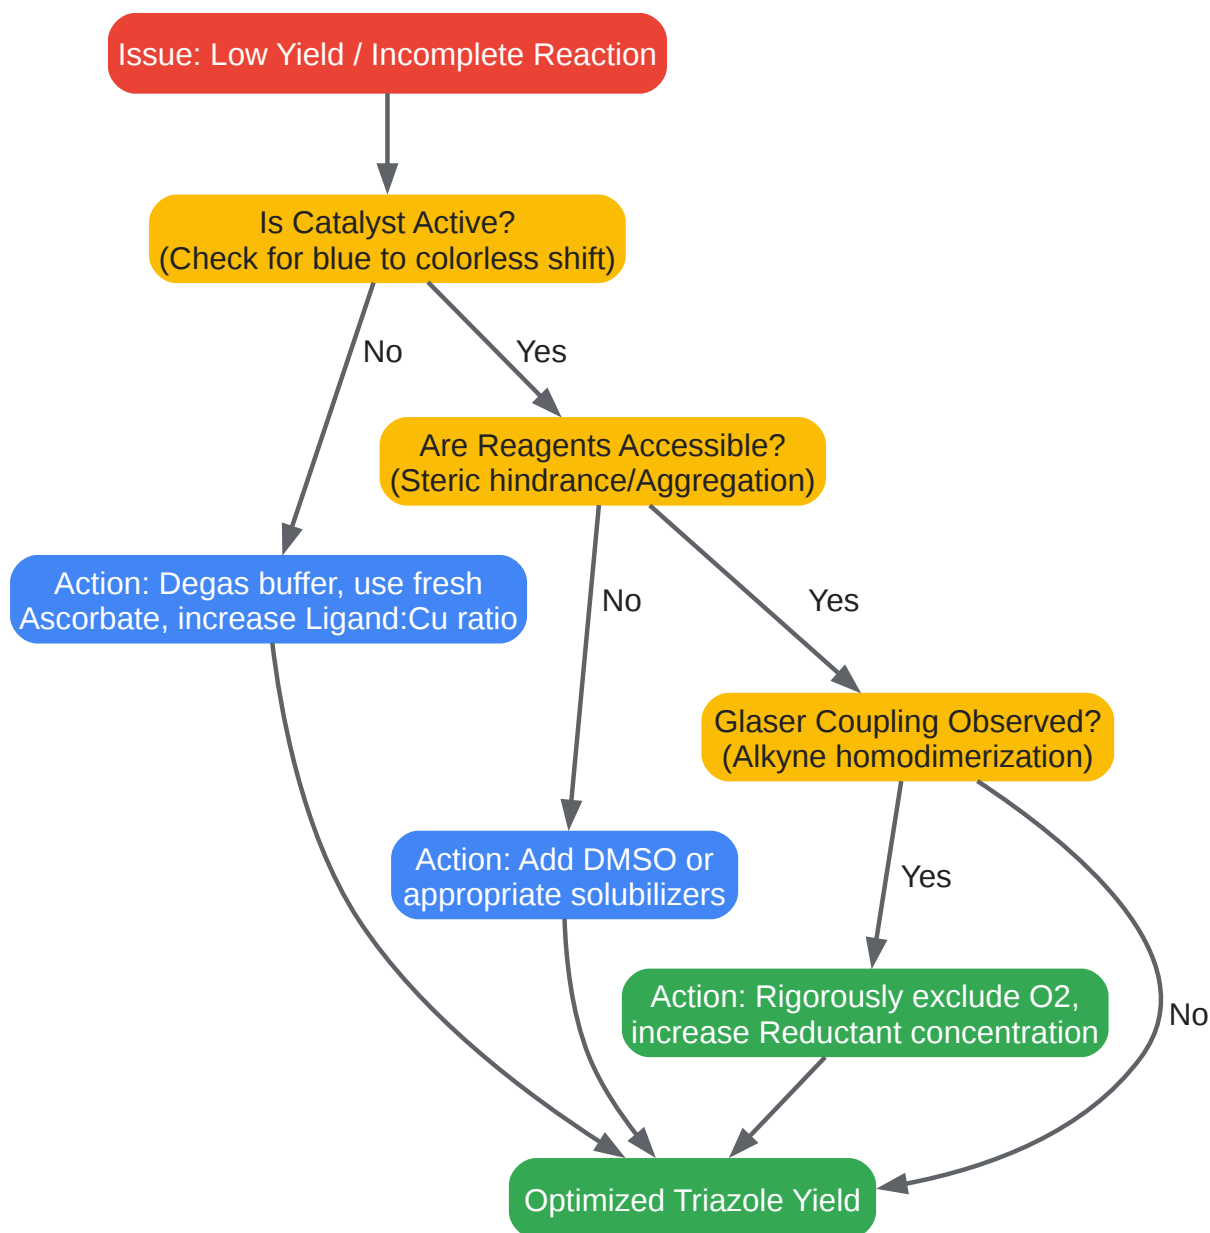 Issue: Low Yield / Incomplete Reaction
Is Catalyst Active?
(Check for blue to colorless shift)
No
Yes
Are Reagents Accessible?
(Steric hindrance/Aggregation)
Action: Degas buffer, use fresh
Ascorbate, increase Ligand:Cu ratio
No
Yes
Glaser Coupling Observed?
(Alkyne homodimerization)
Action: Add DMSO or
appropriate solubilizers
Yes
Action: Rigorously exclude O2,
increase Reductant concentration
No
Optimized Triazole Yield